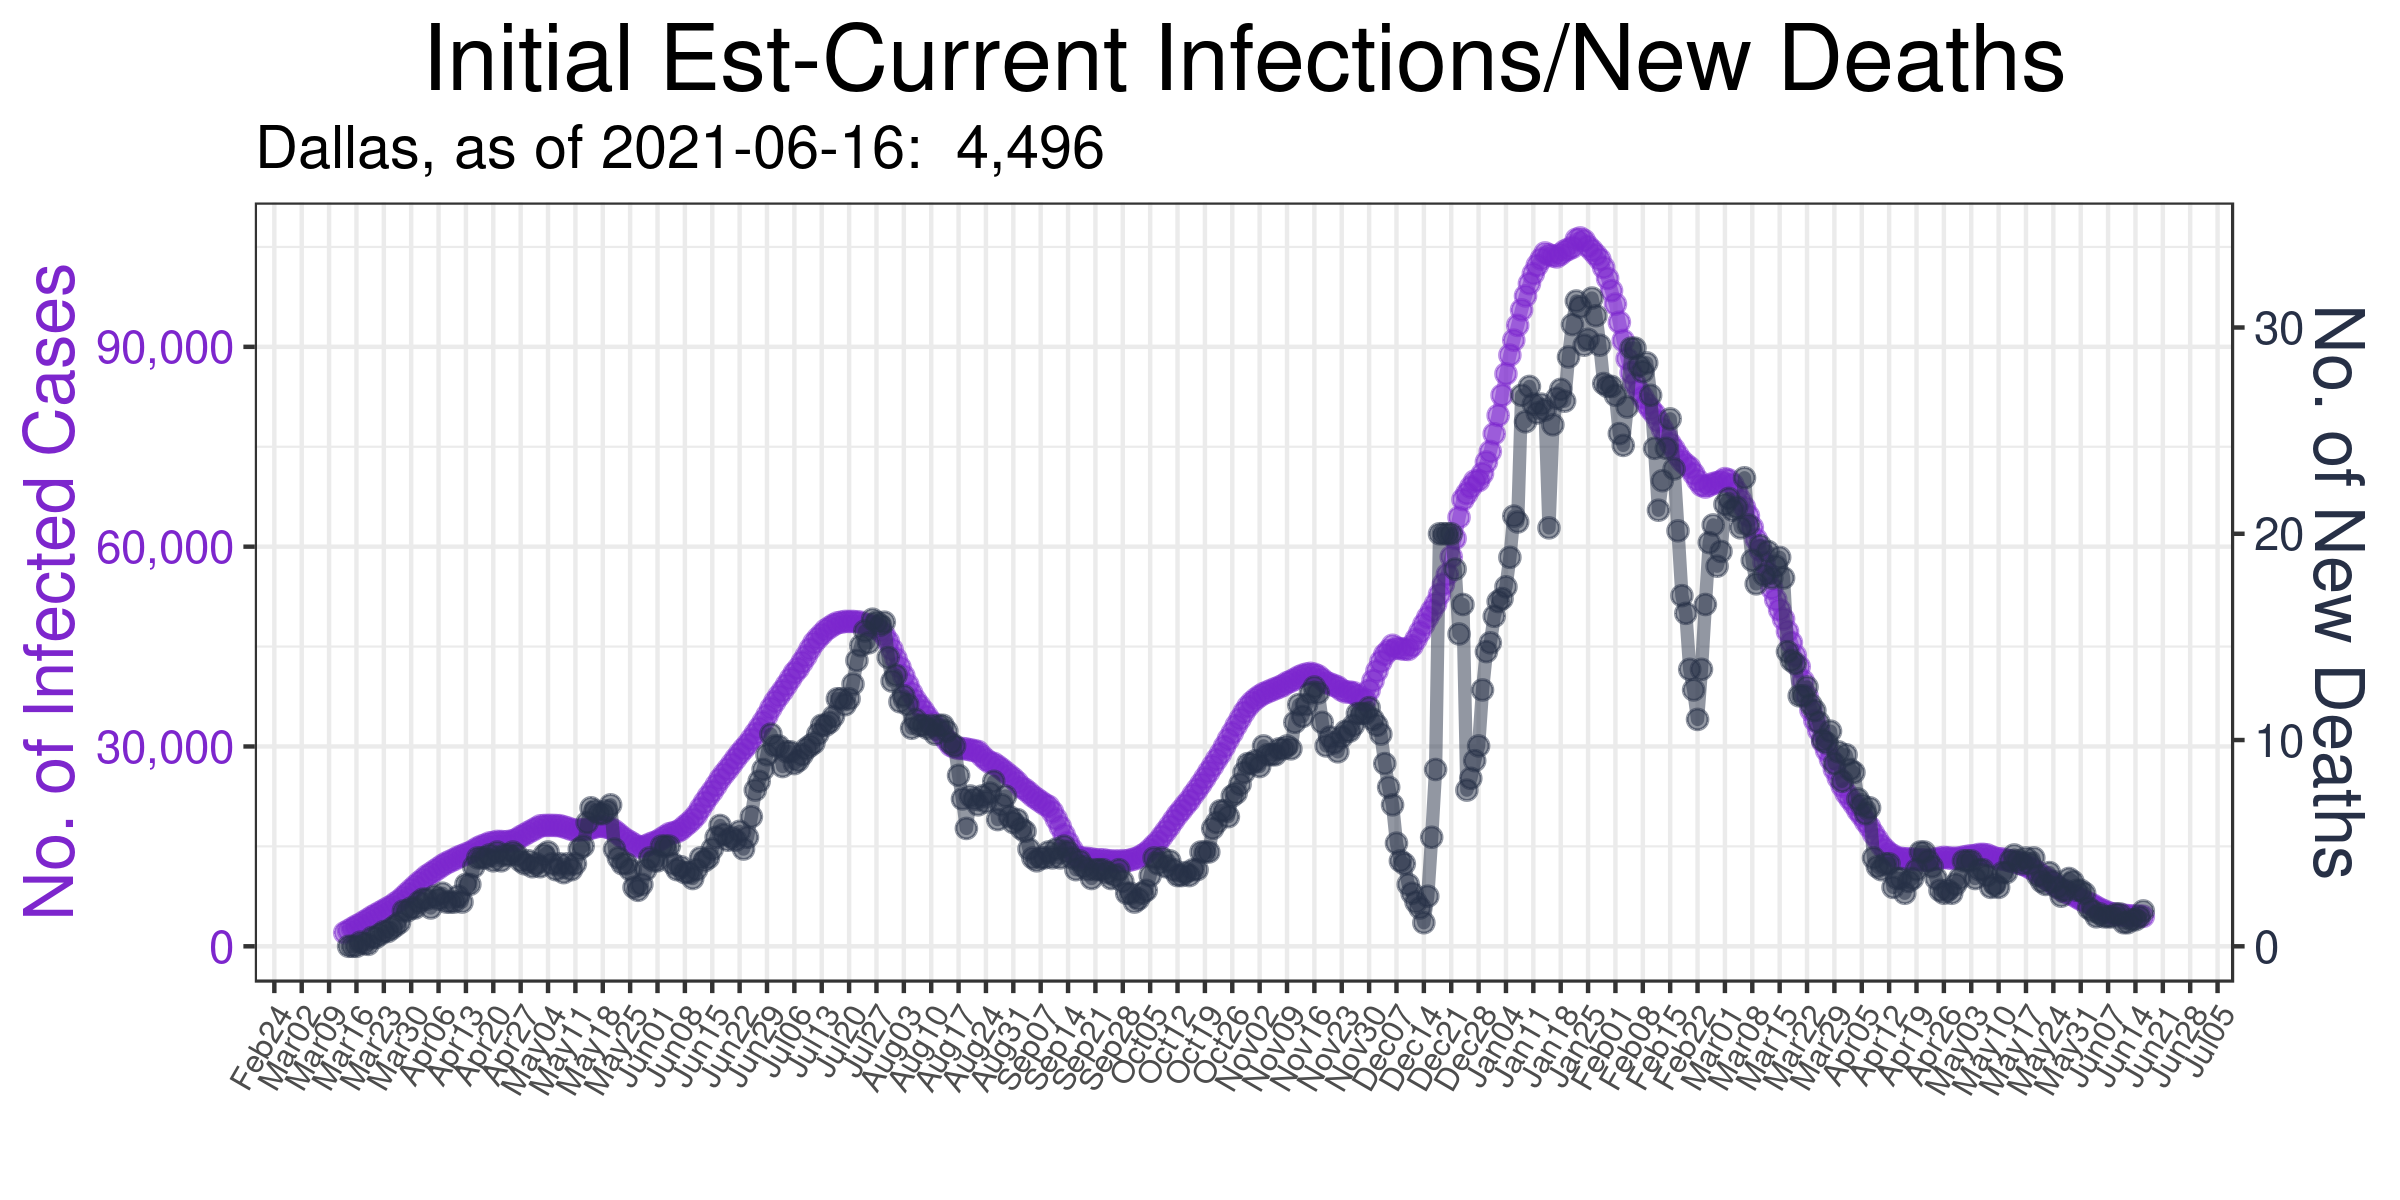 Initial Est-Current Infections/New Deaths
Dallas, as of 2021-06-16:  4,496
No. of Infected Cases
90,000
60,000
30,000
0
30
20
10
0
No. of New Deaths
Feb24
Mar02
Mar09
Mar16
Mar23
Mar30
Apr06
Apr13
Apr20
Apr27
May04
May11
May18
May25
Jun01
Jun08
Jun15
Jun22
Jun29
Jul06
Jul13
Jul20
Jul27
Aug03
Aug10
Aug17
Aug24
Aug31
Sep07
Sep14
Sep21
Sep28
Oct05
Oct12
Oct19
Oct26
Nov02
Nov09
Nov16
Nov23
Nov30
Dec07
Dec14
Dec21
Dec28
Jan04
Jan11
Jan18
Jan25
Feb01
Feb08
Feb15
Feb22
Mar01
Mar08
Mar15
Mar22
Mar29
Apr05
Apr12
Apr19
Apr26
May03
May10
May17
May24
May31
Jun07
Jun14
Jun21
Jun28
Jul05